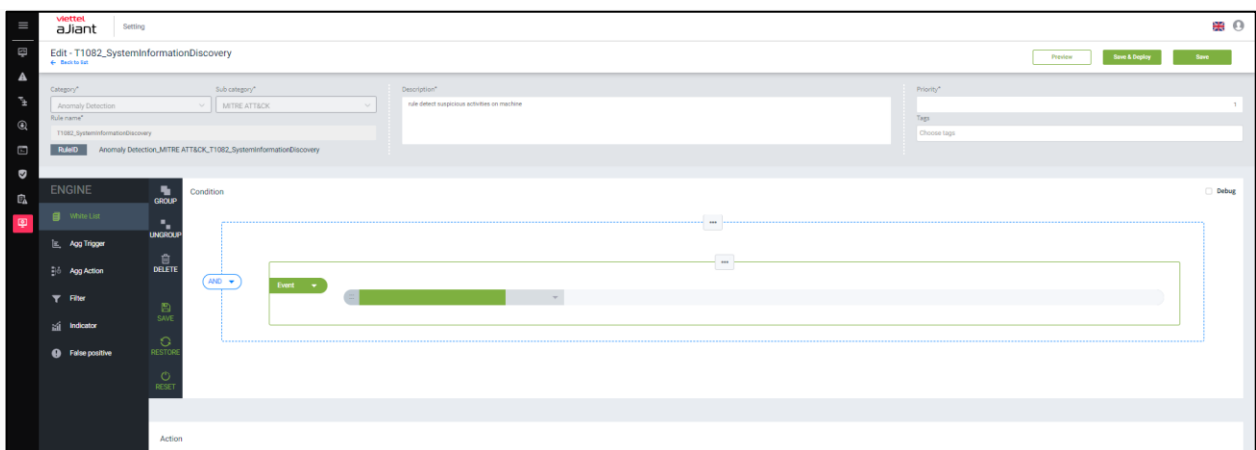 viettel
aJiant
Setting
Edit - T1082_SystemInformationDiscovery
← Back to list
Preview
Save & Deploy
Save
Category*
Sub category*
Description*
Priority*
Anomaly Detection
MITRE ATT&CK
rule detect suspicious activities on machine
1
Rule name*
Tags
T1082_SystemInformationDiscovery
Choose tags
RuleID
Anomaly Detection_MITRE ATT&CK_T1082_SystemInformationDiscovery
ENGINE
White List
Agg Trigger
Agg Action
Filter
Indicator
False positive
GROUP
UNGROUP
DELETE
SAVE
RESTORE
RESET
Condition
Debug
AND
Event
Action